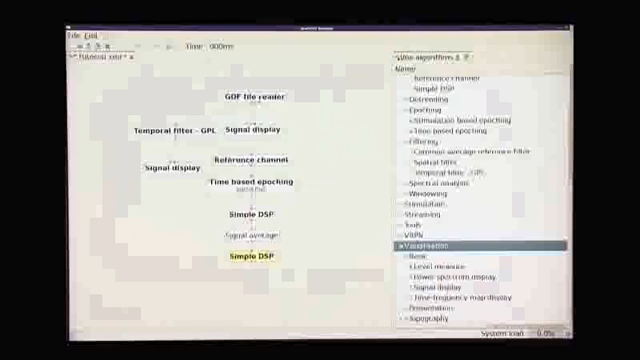 File Edit
Time : 000ms
GDF file reader
Temporal filter - GPL
Signal display
Reference channel
Signal display
Time based epoching
Simple DSP
Signal average
Simple DSP
Name
Reference channel
Simple DSP
Detrending
Epoching
Stimulation based epoching
Time based epoching
Filtering
Common average reference filter
Spatial filter
Temporal filter - GPL
Spectral analysis
Windowing
Stimulation
Streaming
Tools
VRPN
Visualisation
Basic
Level measure
Power spectrum display
Signal display
Time-frequency map display
Presentation
Topography
System load : 0.0%